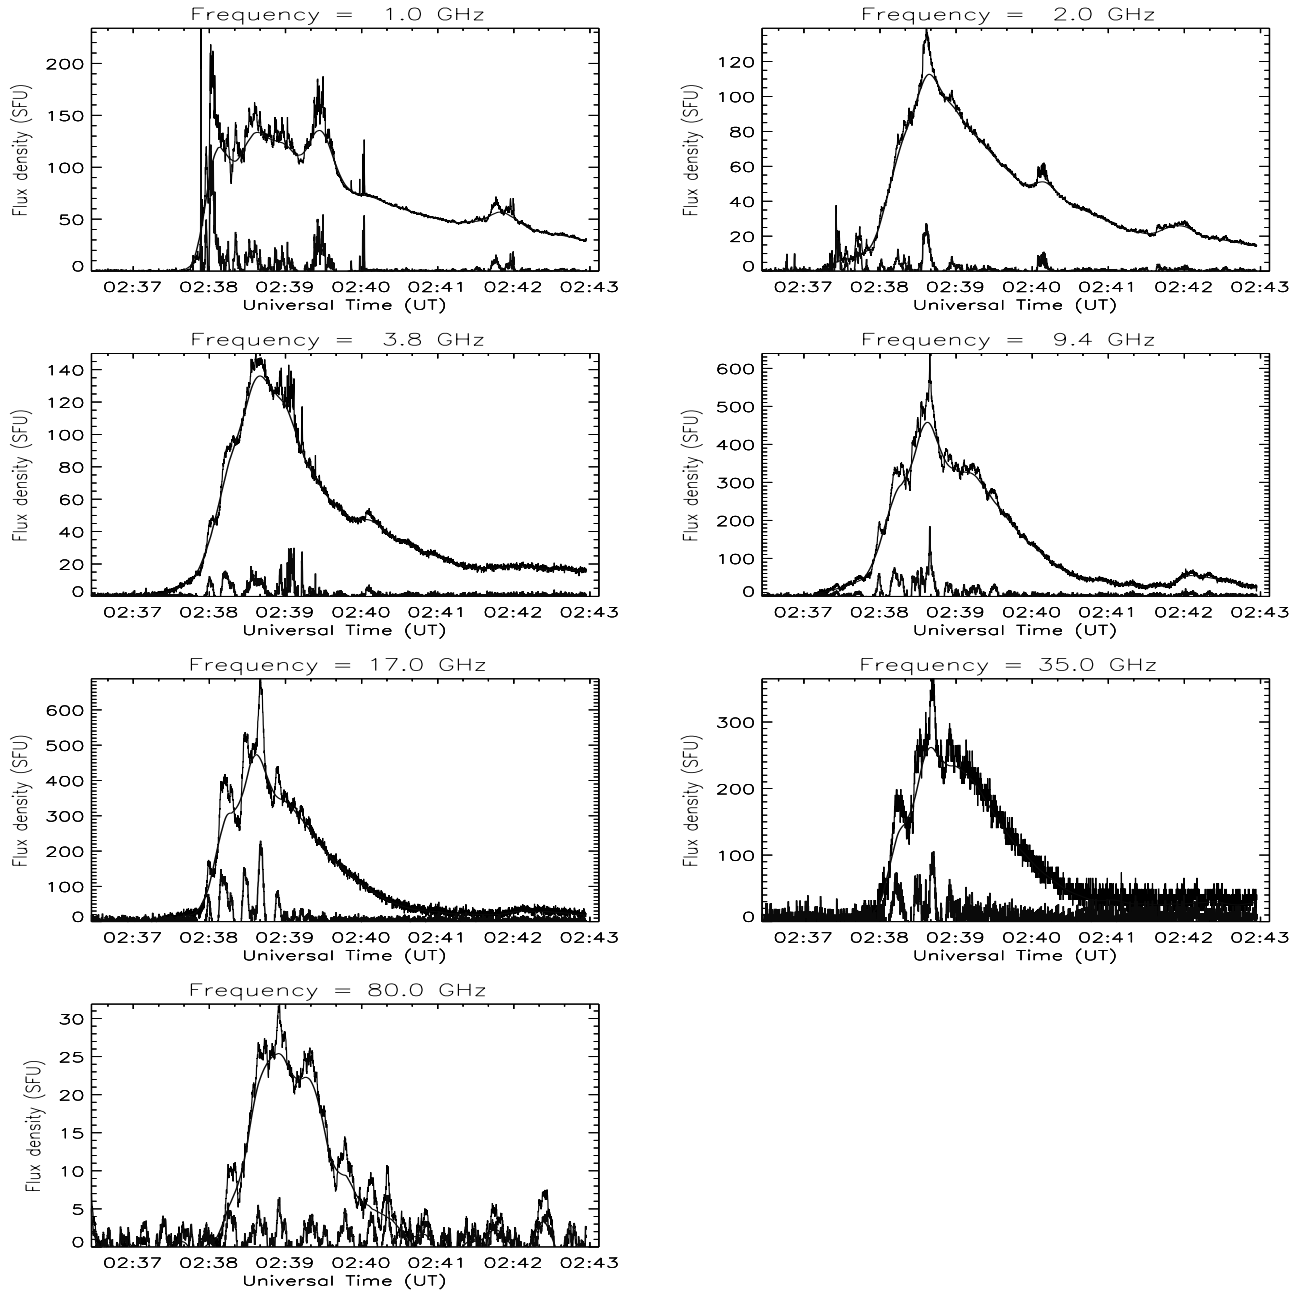 Frequency = 1.0 GHz
Flux density (SFU)
200
150
100
50
0
02:37 02:38 02:39 02:40 02:41 02:42 02:43
Universal Time (UT)
Frequency = 2.0 GHz
Flux density (SFU)
120
100
80
60
40
20
0
02:37 02:38 02:39 02:40 02:41 02:42 02:43
Universal Time (UT)
Frequency = 3.8 GHz
Flux density (SFU)
140
120
100
80
60
40
20
0
02:37 02:38 02:39 02:40 02:41 02:42 02:43
Universal Time (UT)
Frequency = 9.4 GHz
Flux density (SFU)
600
500
400
300
200
100
0
02:37 02:38 02:39 02:40 02:41 02:42 02:43
Universal Time (UT)
Frequency = 17.0 GHz
Flux density (SFU)
600
500
400
300
200
100
0
02:37 02:38 02:39 02:40 02:41 02:42 02:43
Universal Time (UT)
Frequency = 35.0 GHz
Flux density (SFU)
300
200
100
0
02:37 02:38 02:39 02:40 02:41 02:42 02:43
Universal Time (UT)
Frequency = 80.0 GHz
Flux density (SFU)
30
25
20
15
10
5
0
02:37 02:38 02:39 02:40 02:41 02:42 02:43
Universal Time (UT)